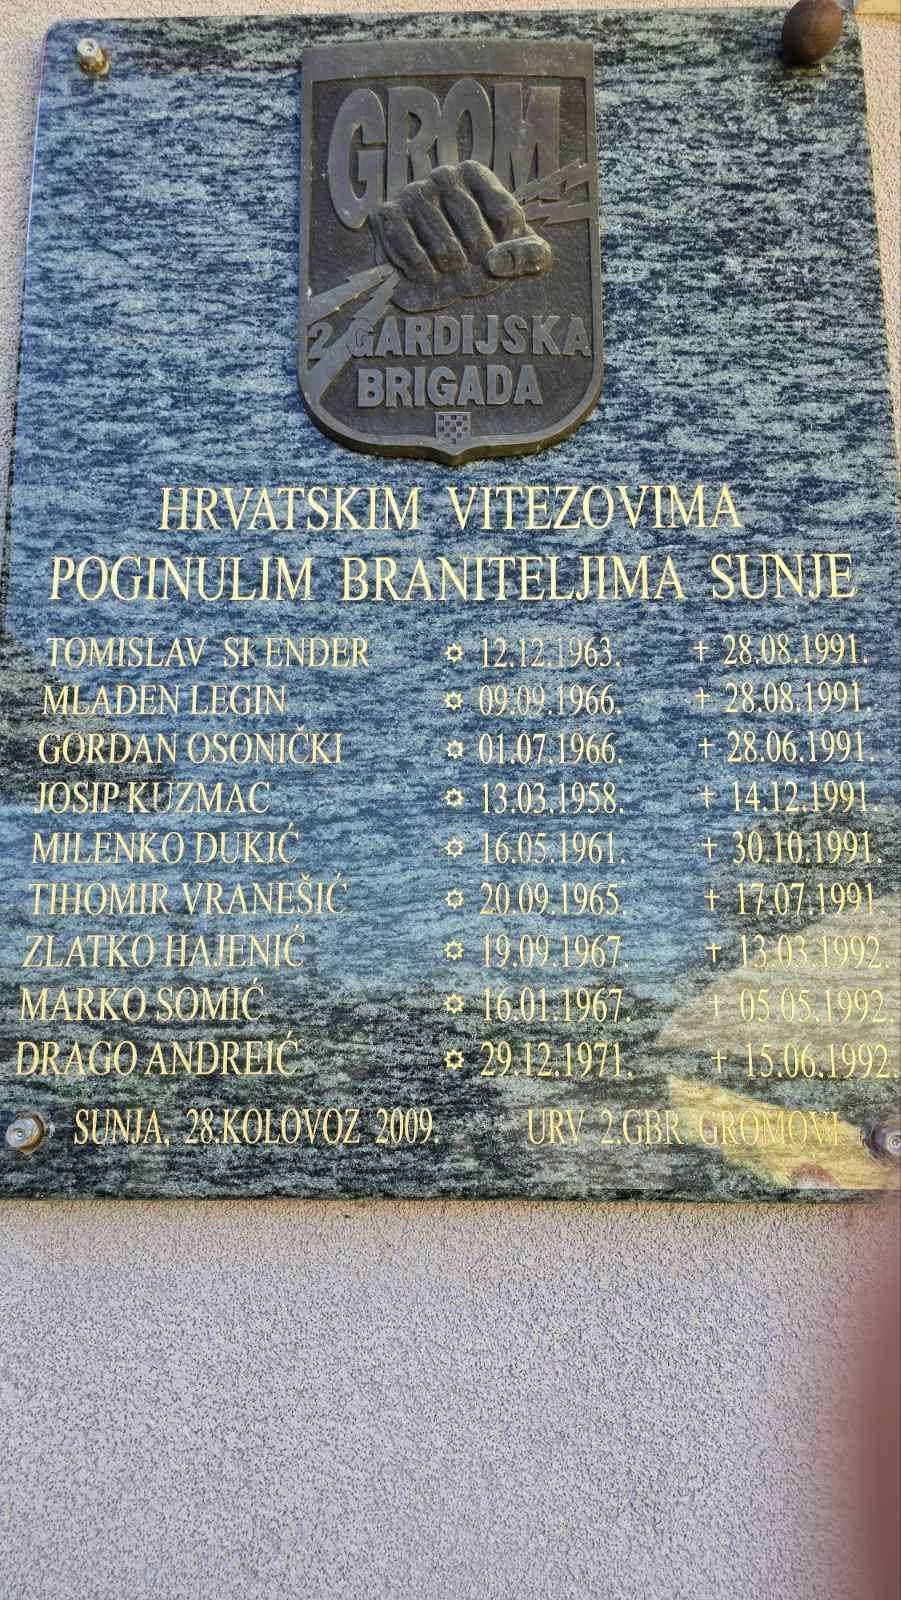 GROM
2 GARDIJSKA
BRIGADA
HRVATSKIM VITEZOVIMA
POGINULIM BRANITELJIMA SUNJE
TOMISLAV ✡ 12.12.1963. † 28.08.1991.
MLADEN LEGIN ✡ 09.09.1966. † 28.08.1991.
GORDAN OSONIČKI ✡ 01.07.1966. † 28.06.1991.
JOSIP KUZMAC ✡ 13.03.1958. † 14.12.1991.
MILENKO DUKIĆ ✡ 16.05.1961. † 30.10.1991.
TIHOMIR VRANEŠIĆ ✡ 20.09.1965. † 17.07.1991.
ZLATKO HAJENIĆ ✡ 19.09.1967. † 13.03.1992.
MARKO SOMIĆ ✡ 16.01.1967. † 05.05.1992.
DRAGO ANDREIĆ ✡ 29.12.1971. † 15.06.1992.
SUNJA, 28.KOLOVOZ 2009. URV 2.GBR GROMOVI